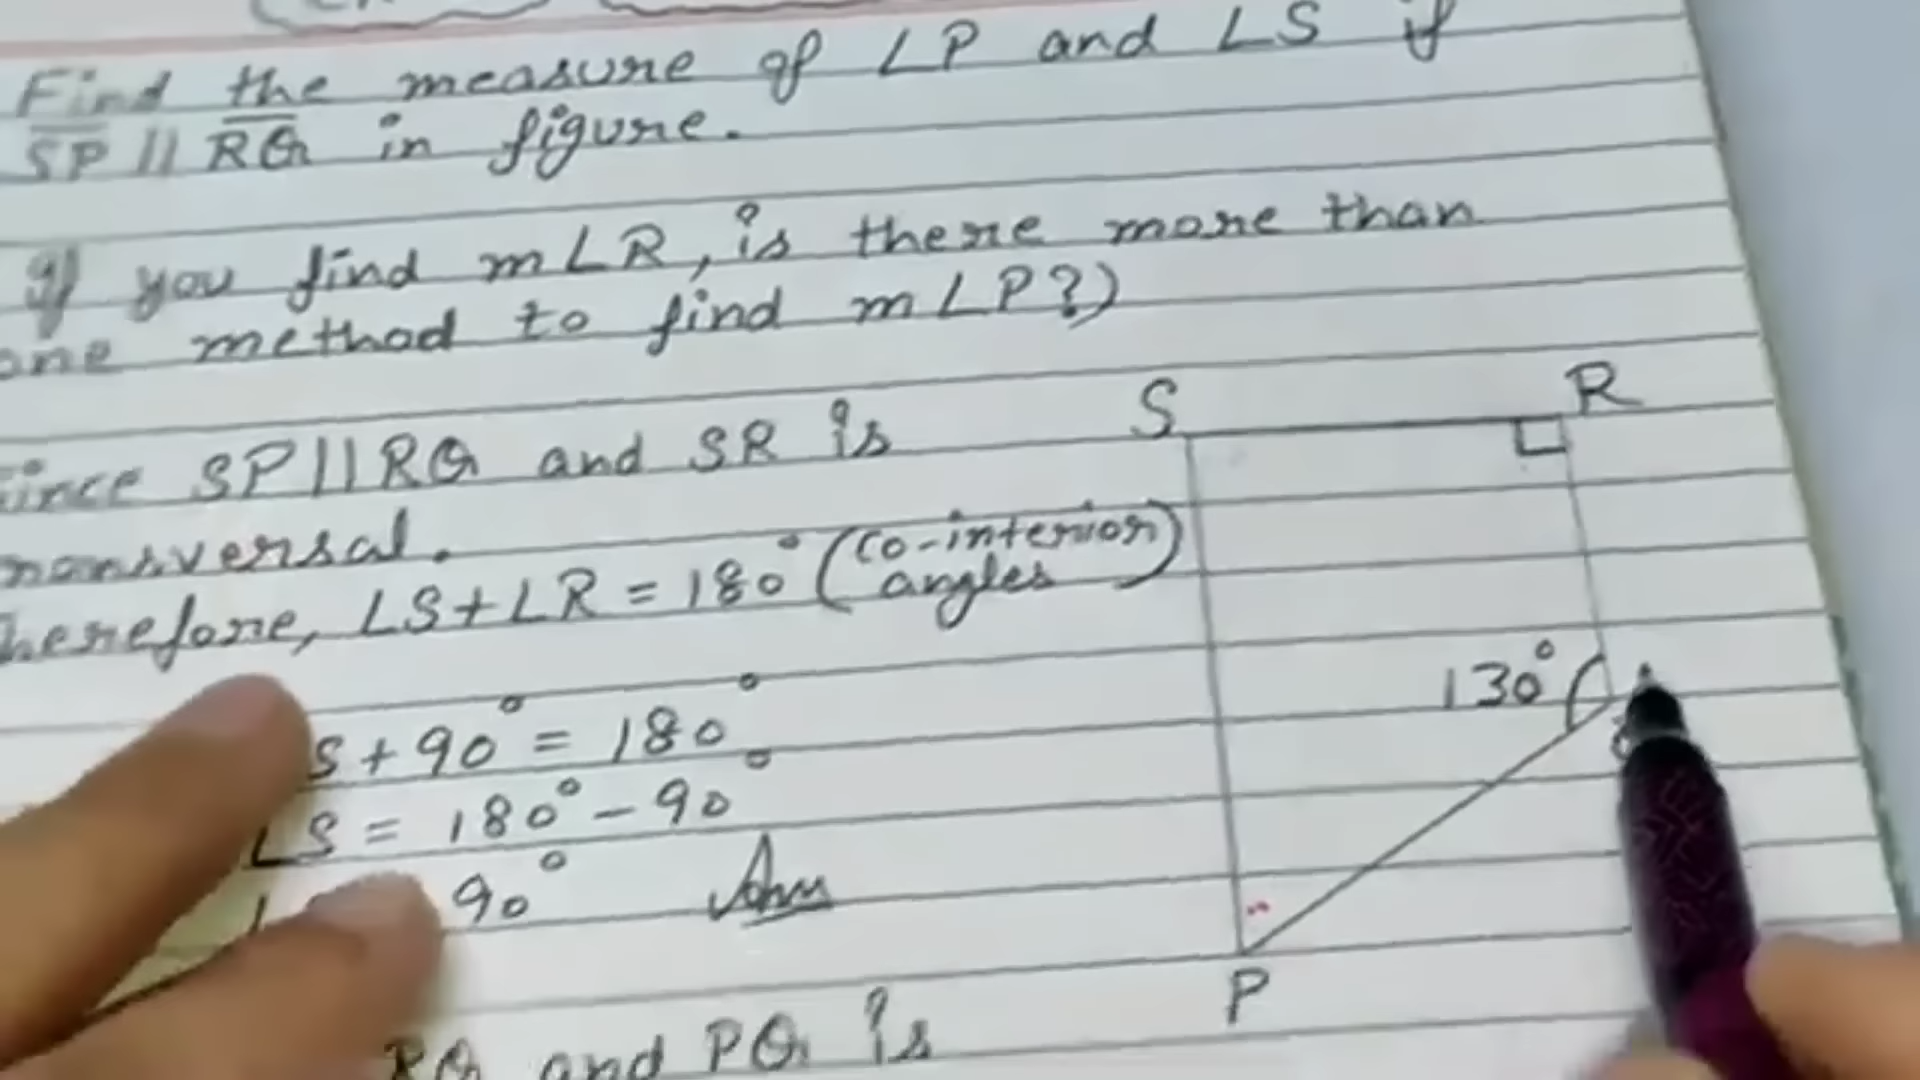 Find the measure of ∠P and ∠S if
SP || RQ in figure.
If you find m∠R, is there more than
one method to find m∠P?)
Since SP||RQ and SR is
transversal.
Therefore, ∠S+∠R = 180° (co-interior
angles)
S + 90° = 180°
∠S = 180° - 90°
90° Ans
RQ and PQ is
S
R
130°
P